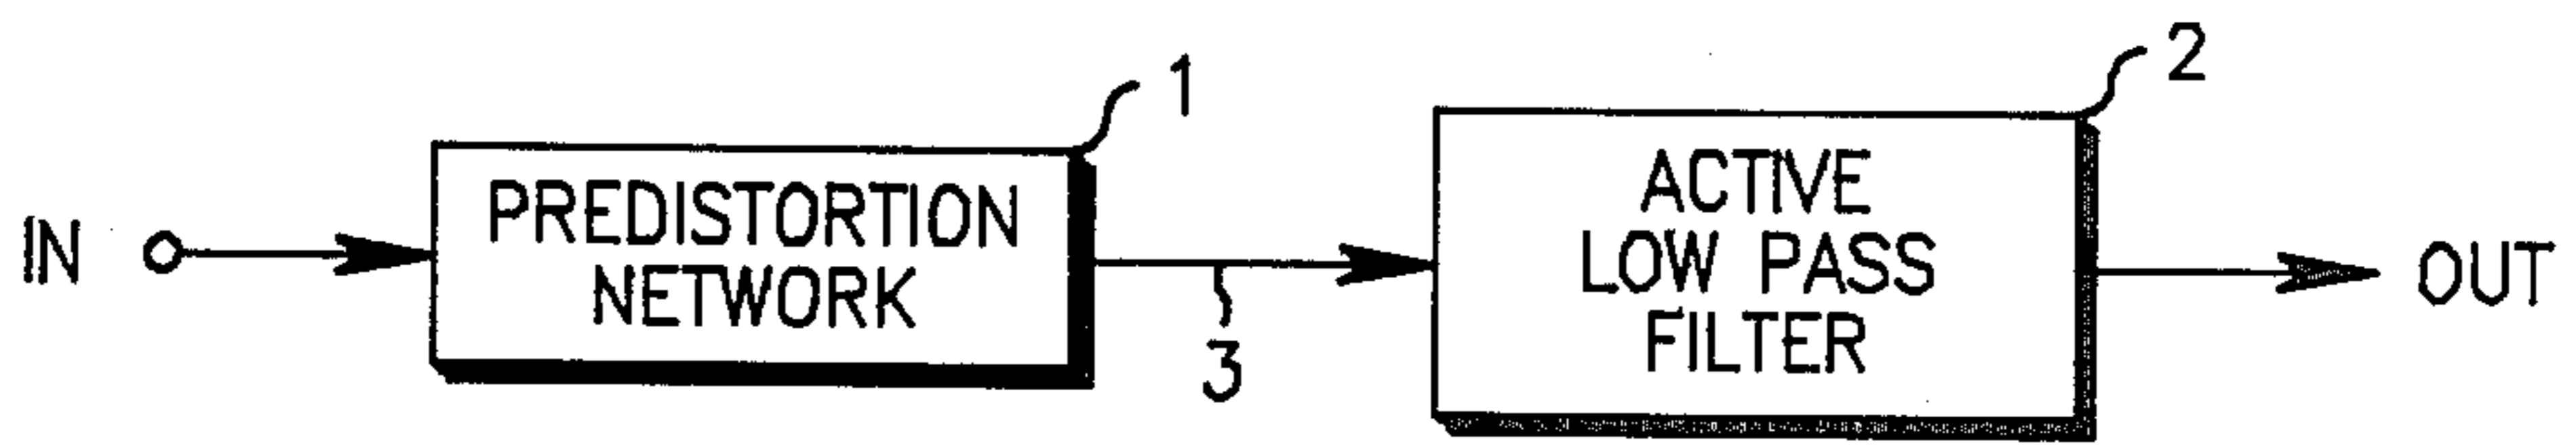 IN
PREDISTORTION
NETWORK
1
3
ACTIVE
LOW PASS
FILTER
2
OUT